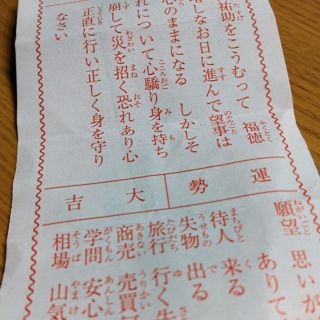 福徳
祐助をこうむって
なお日に進んで望事は
のままになる しかしそ
れについて心驕り身を持ち
崩して災を招く恐れあり心
正直に行い正しく身を守り
なさい
運勢 大吉
願望 思いが
ありて
待人 来る
失物 出る
旅行 行く
商売 売買
学問 安心
相場 山気